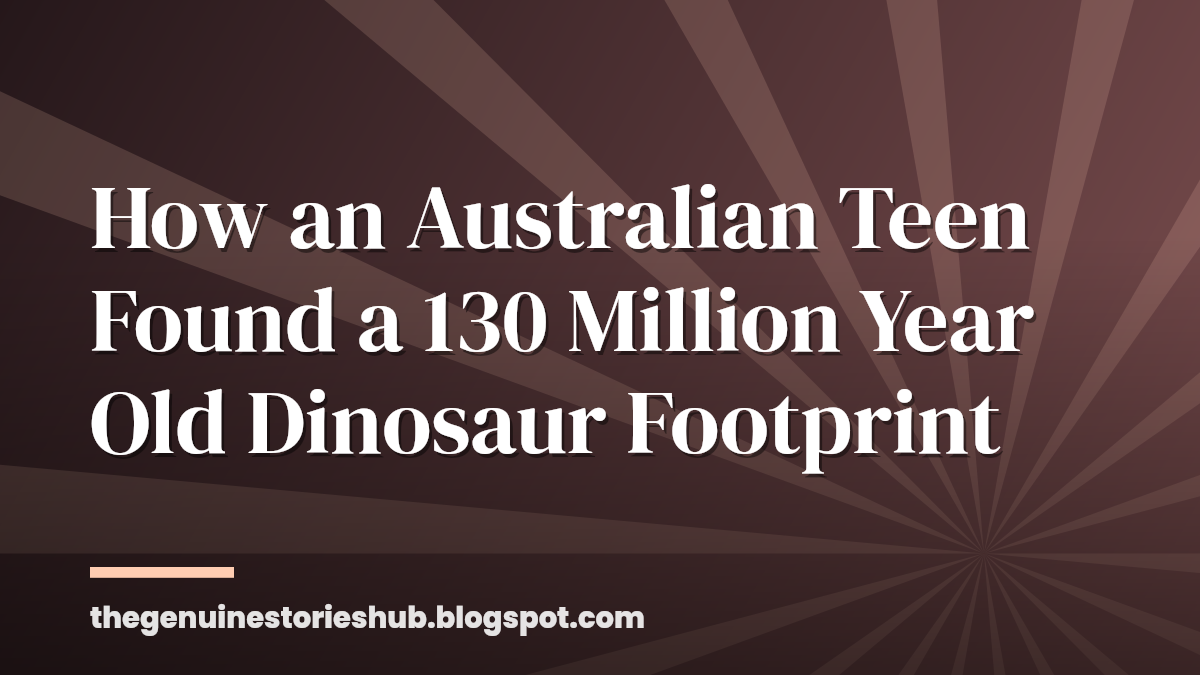 How an Australian Teen
Found a 130 Million Year
Old Dinosaur Footprint
thegenuinestorieshub.blogspot.com